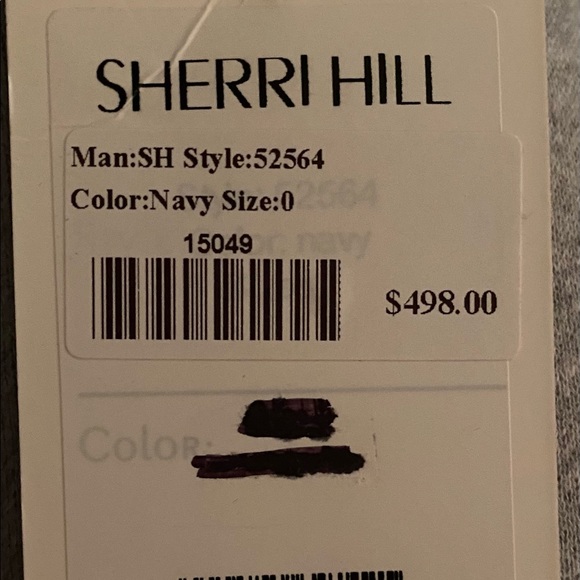 SHERRI HILL
Man:SH Style:52564
Color:Navy Size:0
15049
$498.00
Color: